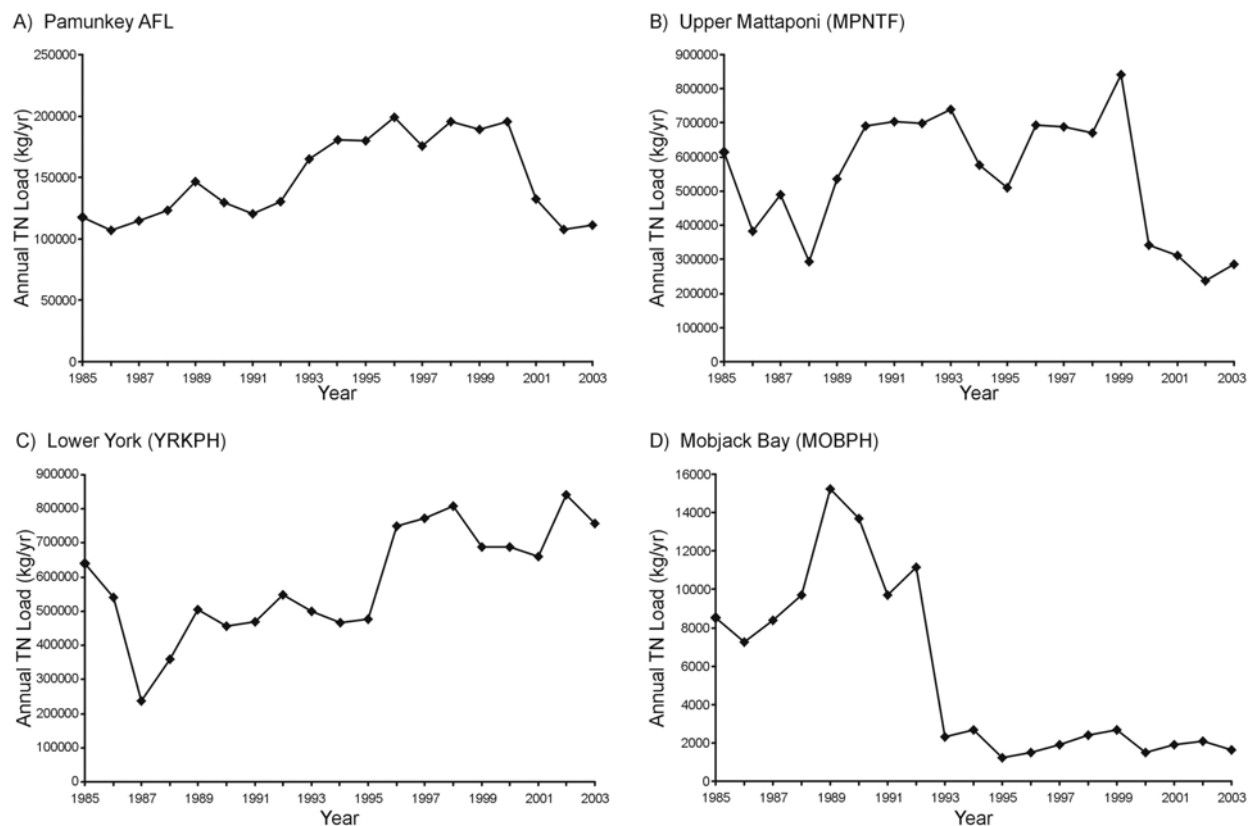 A) Pamunkey AFL
250000
200000
150000
100000
50000
0
Annual TN Load (kg/yr)
1985 1987 1989 1991 1993 1995 1997 1999 2001 2003
Year
B) Upper Mattaponi (MPNTF)
900000
800000
700000
600000
500000
400000
300000
200000
100000
0
Annual TN Load (kg/yr)
1985 1987 1989 1991 1993 1995 1997 1999 2001 2003
Year
C) Lower York (YRKPH)
900000
800000
700000
600000
500000
400000
300000
200000
100000
0
Annual TN Load (kg/yr)
1985 1987 1989 1991 1993 1995 1997 1999 2001 2003
Year
D) Mobjack Bay (MOBPH)
16000
14000
12000
10000
8000
6000
4000
2000
0
Annual TN Load (kg/yr)
1985 1987 1989 1991 1993 1995 1997 1999 2001 2003
Year